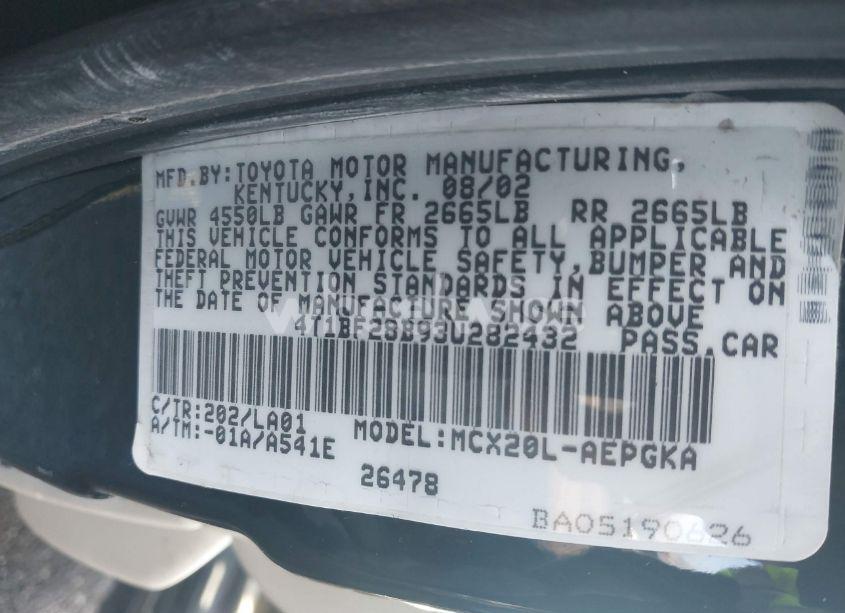 MFD.BY:TOYOTA MOTOR MANUFACTURING,
KENTUCKY,INC. 08/02
GVWR 4550LB GAWR FR 2665LB RR 2665LB
THIS VEHICLE CONFORMS TO ALL APPLICABLE
FEDERAL MOTOR VEHICLE SAFETY,BUMPER AND
THEFT PREVENTION STANDARDS IN EFFECT ON
THE DATE OF MANUFACTURE SHOWN ABOVE
4T1BF28B93U282432 PASS.CAR
C/TR:202/LA01
A/TM:-01A/A541E
MODEL:MCX20L-AEPGKA
26478
BA05190626